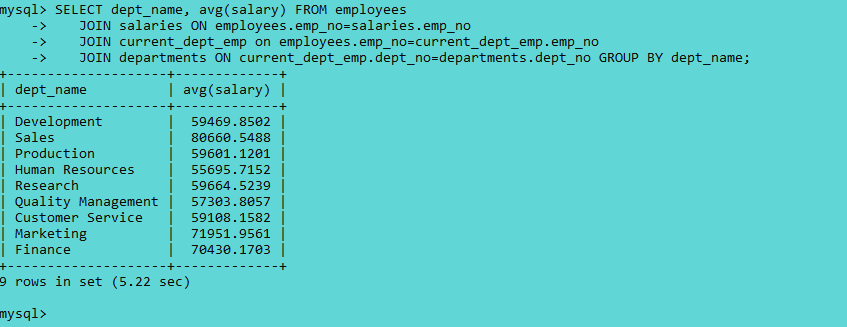 mysql> SELECT dept_name, avg(salary) FROM employees
    ->     JOIN salaries ON employees.emp_no=salaries.emp_no
    ->     JOIN current_dept_emp on employees.emp_no=current_dept_emp.emp_no
    ->     JOIN departments ON current_dept_emp.dept_no=departments.dept_no GROUP BY dept_name;
+--------------------+-------------+
| dept_name          | avg(salary) |
+--------------------+-------------+
| Development        |  59469.8502 |
| Sales              |  80660.5488 |
| Production         |  59601.1201 |
| Human Resources    |  55695.7152 |
| Research           |  59664.5239 |
| Quality Management |  57303.8057 |
| Customer Service   |  59108.1582 |
| Marketing          |  71951.9561 |
| Finance            |  70430.1703 |
+--------------------+-------------+
9 rows in set (5.22 sec)
mysql>